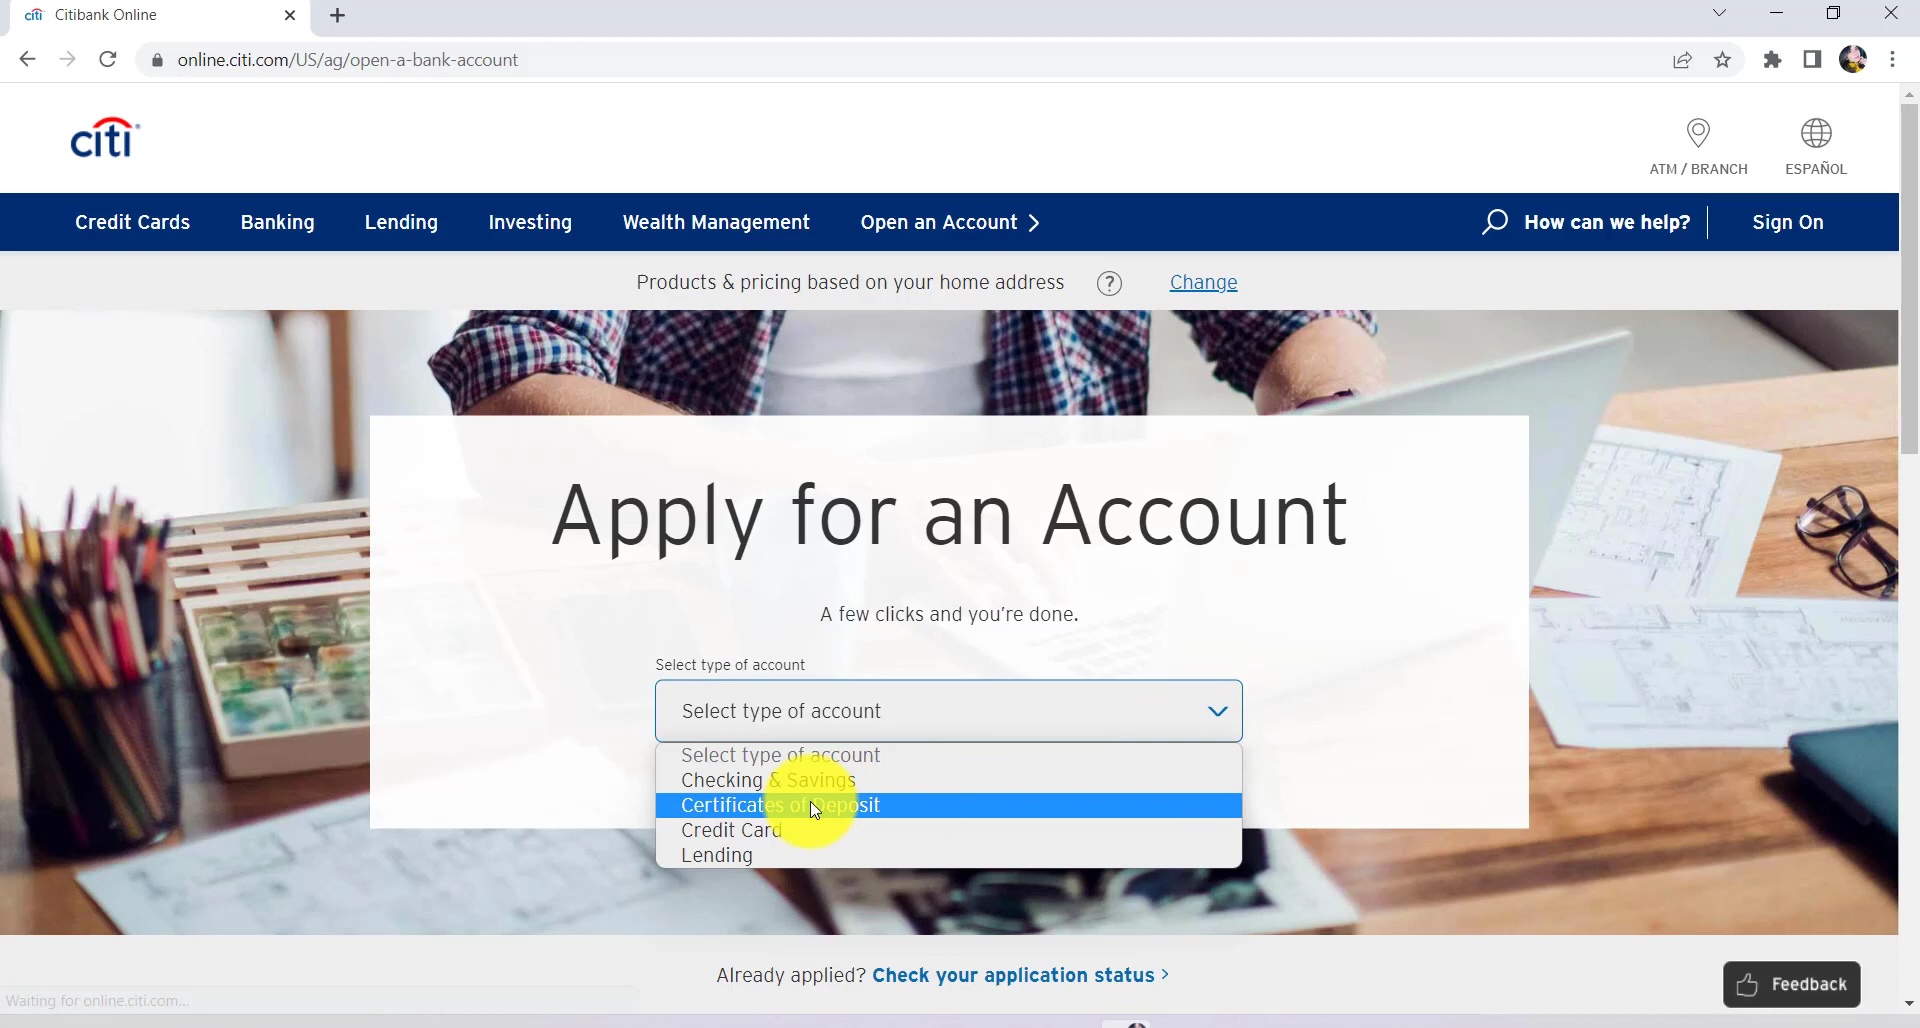 citi Citibank Online
online.citi.com/US/ag/open-a-bank-account
citi
ATM / BRANCH
ESPAÑOL
Credit Cards Banking Lending Investing Wealth Management Open an Account How can we help? Sign On
Products & pricing based on your home address ? Change
Apply for an Account
A few clicks and you're done.
Select type of account
Select type of account
Select type of account
Checking & Savings
Certificates of Deposit
Credit Card
Lending
Already applied? Check your application status >
Feedback
Waiting for online.citi.com...